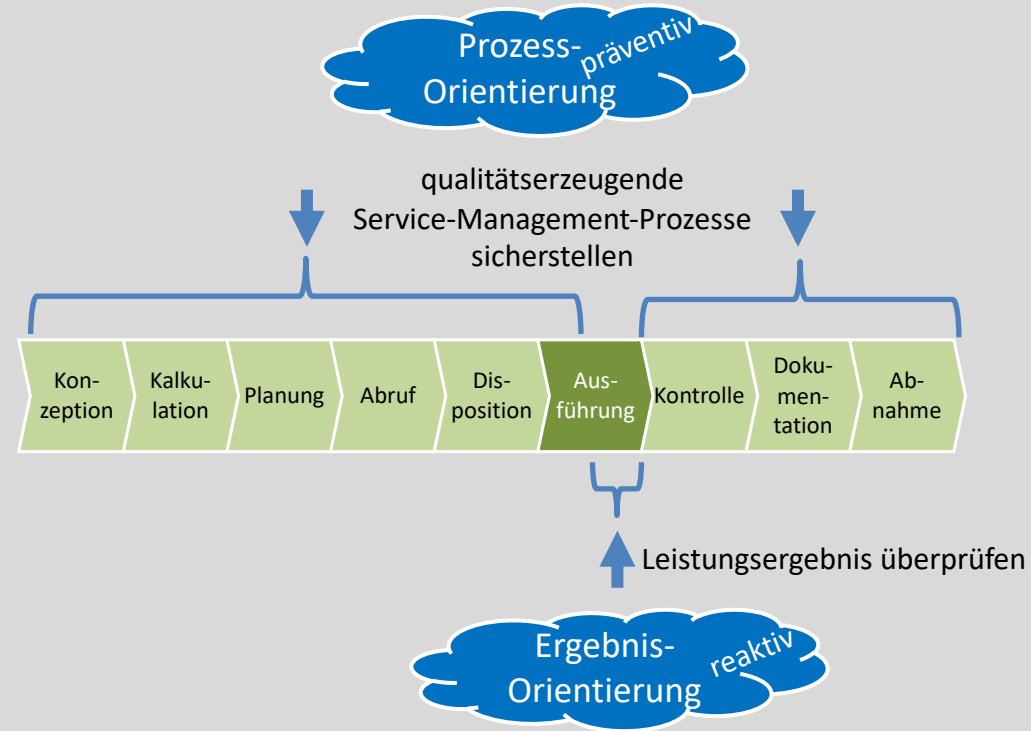 Prozess-
präventiv
Orientierung
qualitätserzeugende
Service-Management-Prozesse
sicherstellen
Kon-
zeption
Kalku-
lation
Planung
Abruf
Dis-
position
Aus-
führung
Kontrolle
Doku-
men-
tation
Ab-
nahme
Leistungsergebnis überprüfen
Ergebnis-
reaktiv
Orientierung